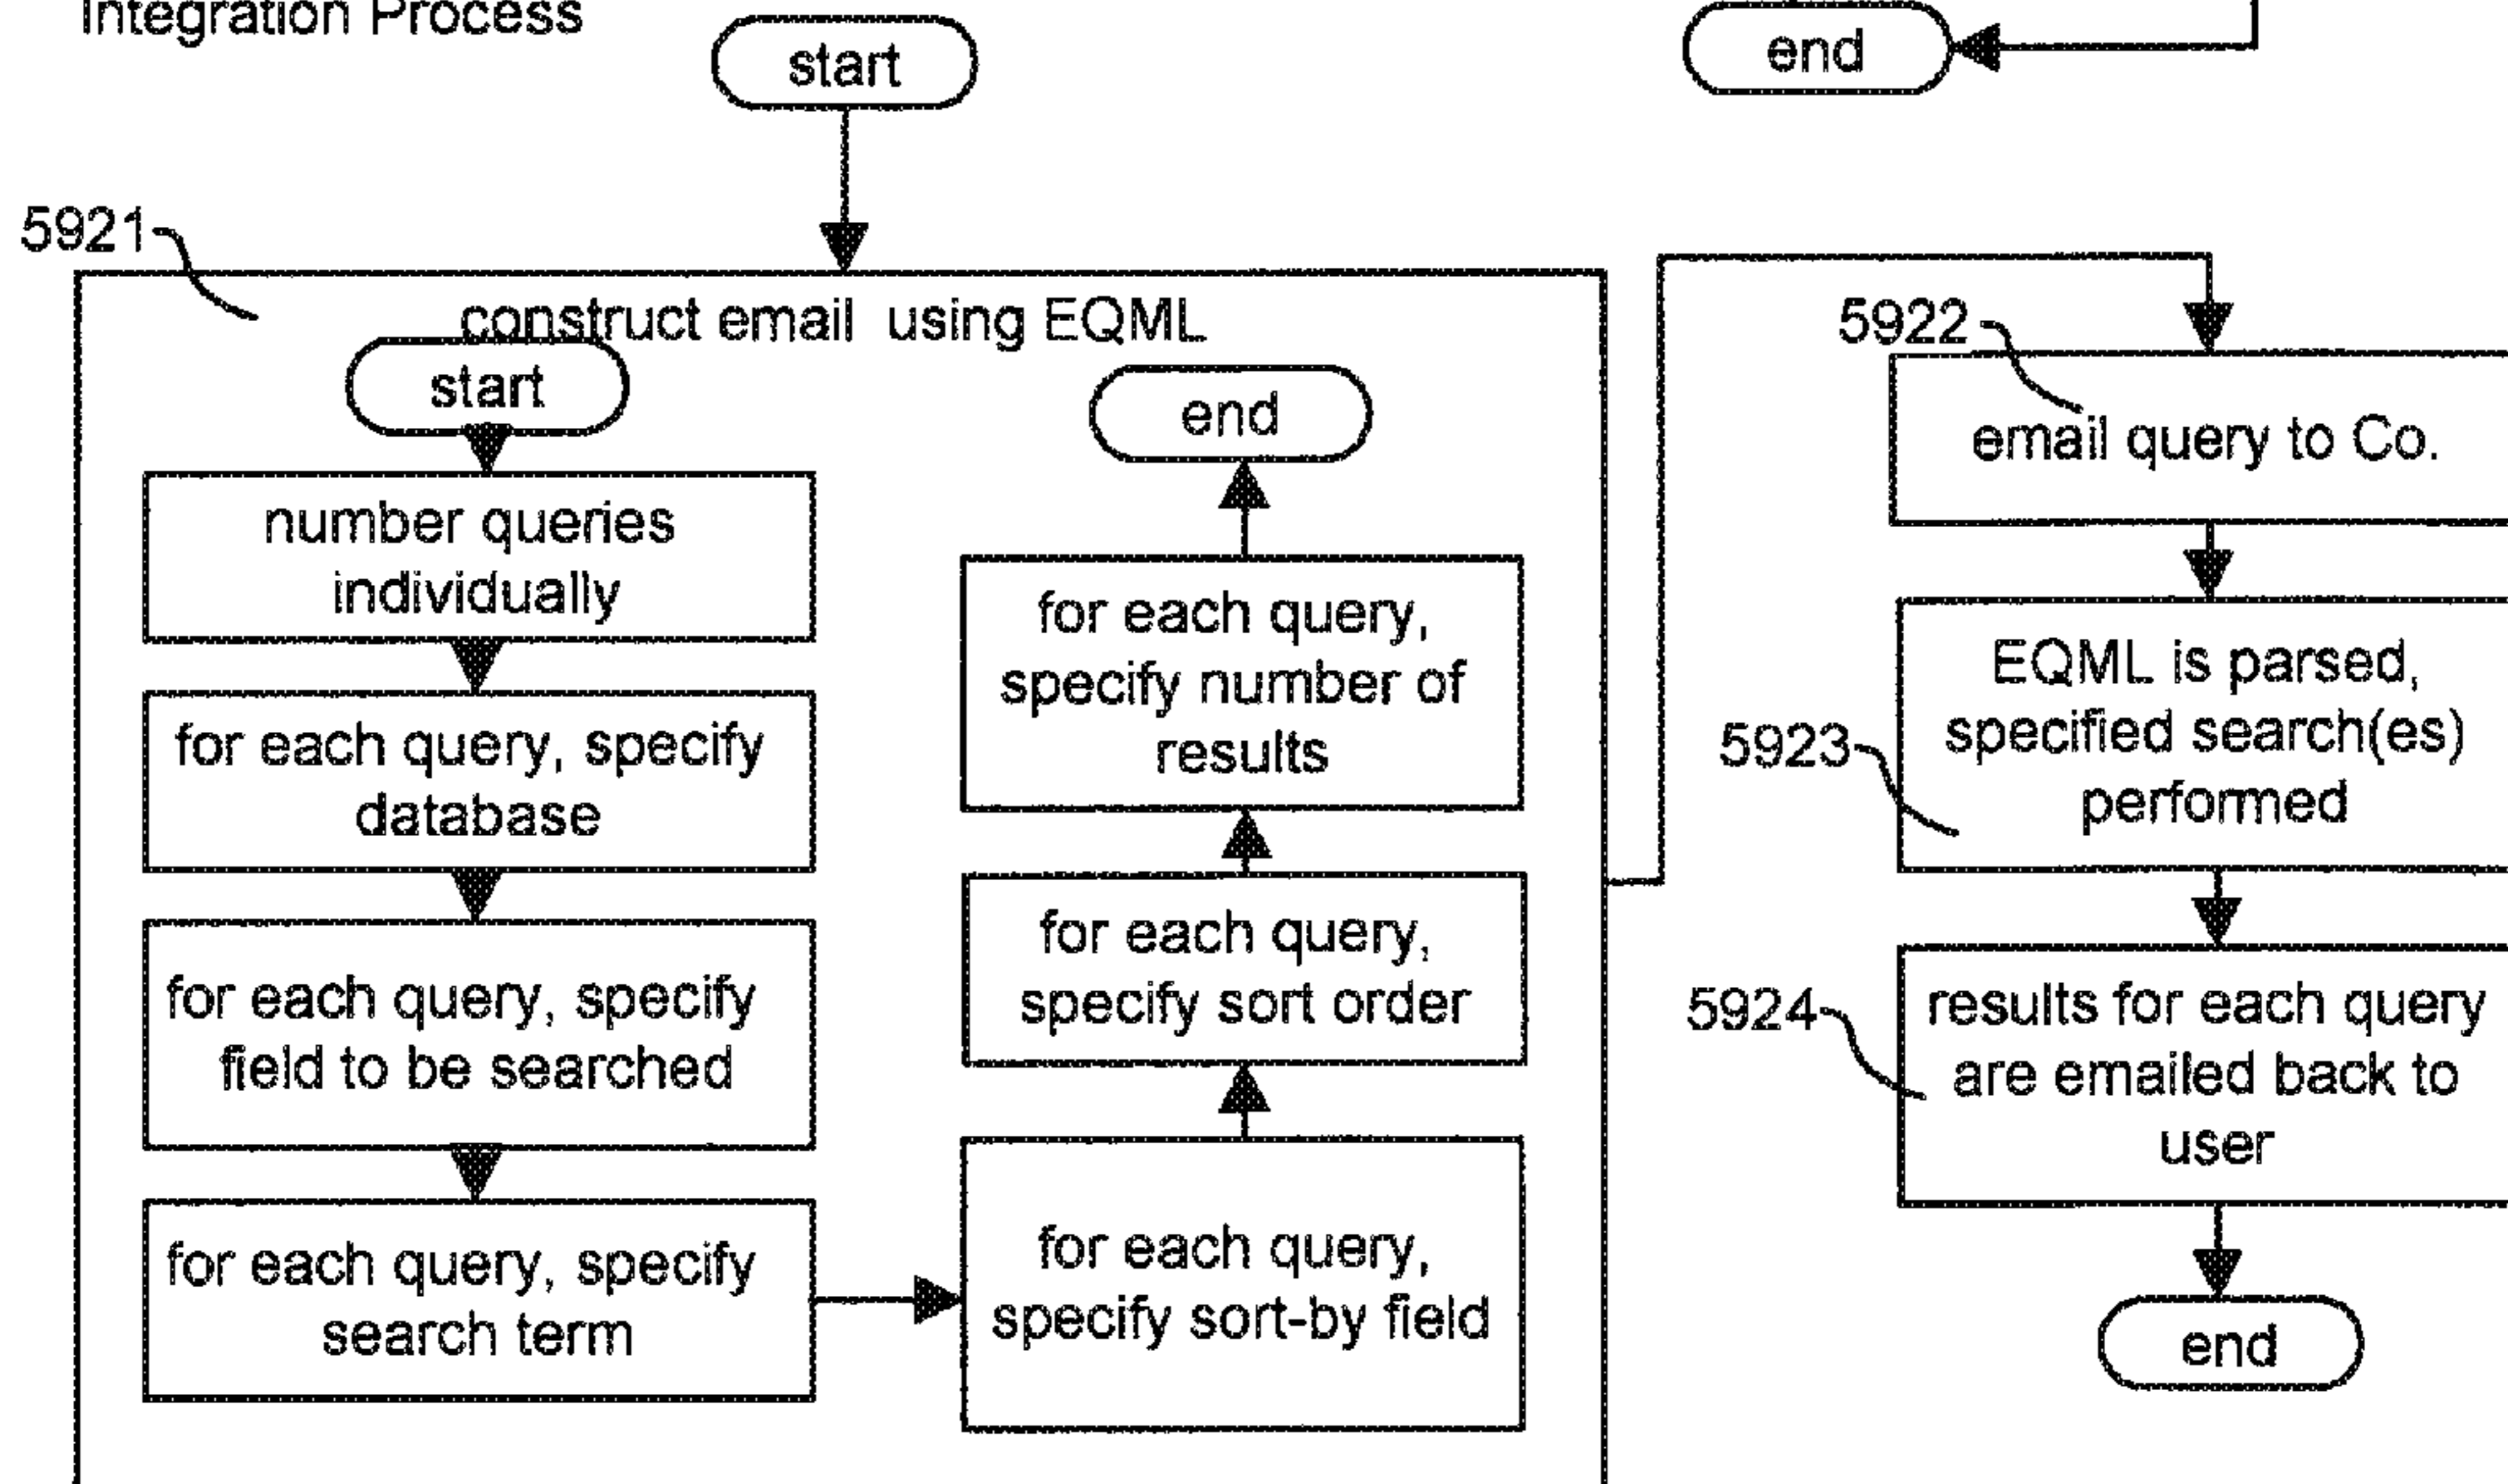 Integration Process
start
end
5921
construct email using EQML
start
number queries
individually
for each query, specify
database
for each query, specify
field to be searched
for each query, specify
search term
for each query,
specify sort-by field
for each query,
specify sort order
for each query,
specify number of
results
end
5922
email query to Co.
5923
EQML is parsed,
specified search(es)
performed
5924
results for each query
are emailed back to
user
end